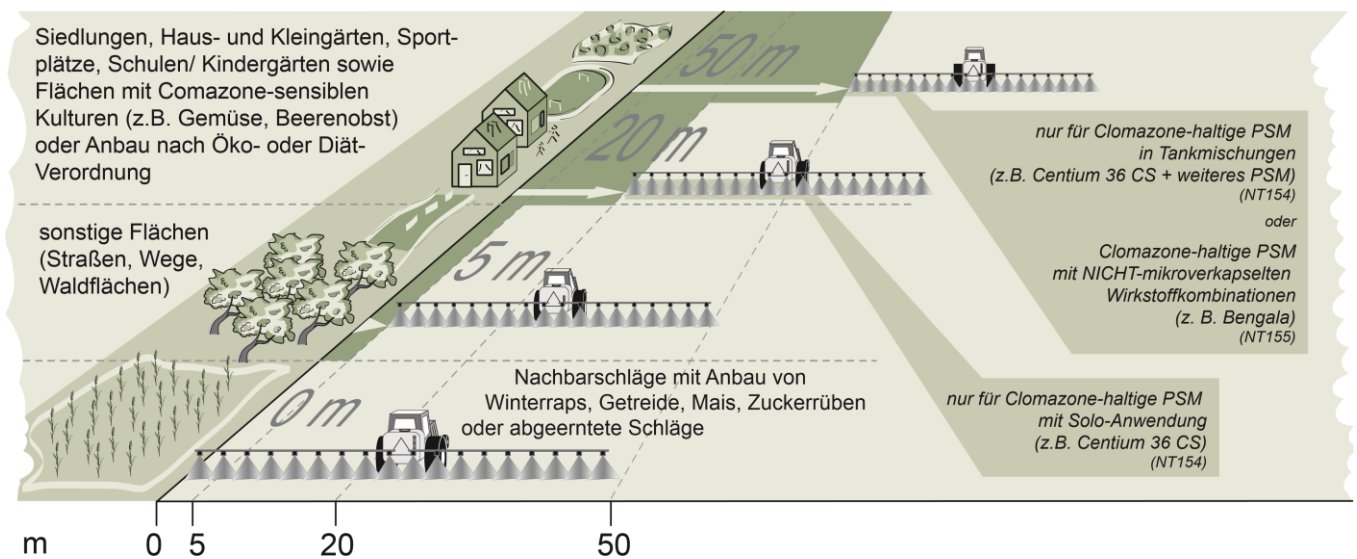 Siedlungen, Haus- und Kleingärten, Sport-
plätze, Schulen/ Kindergärten sowie
Flächen mit Comazone-sensiblen
Kulturen (z.B. Gemüse, Beerenobst)
oder Anbau nach Öko- oder Diät-
Verordnung
50 m
nur für Clomazone-haltige PSM
in Tankmischungen
(z.B. Centium 36 CS + weiteres PSM)
(NT154)
oder
Clomazone-haltige PSM
mit NICHT-mikroverkapselten
Wirkstoffkombinationen
(z. B. Bengala)
(NT155)
20 m
sonstige Flächen
(Straßen, Wege,
Waldflächen)
5 m
nur für Clomazone-haltige PSM
mit Solo-Anwendung
(z.B. Centium 36 CS)
(NT154)
Nachbarschläge mit Anbau von
Winterraps, Getreide, Mais, Zuckerrüben
oder abgeerntete Schläge
0 m
m 0 5 20 50